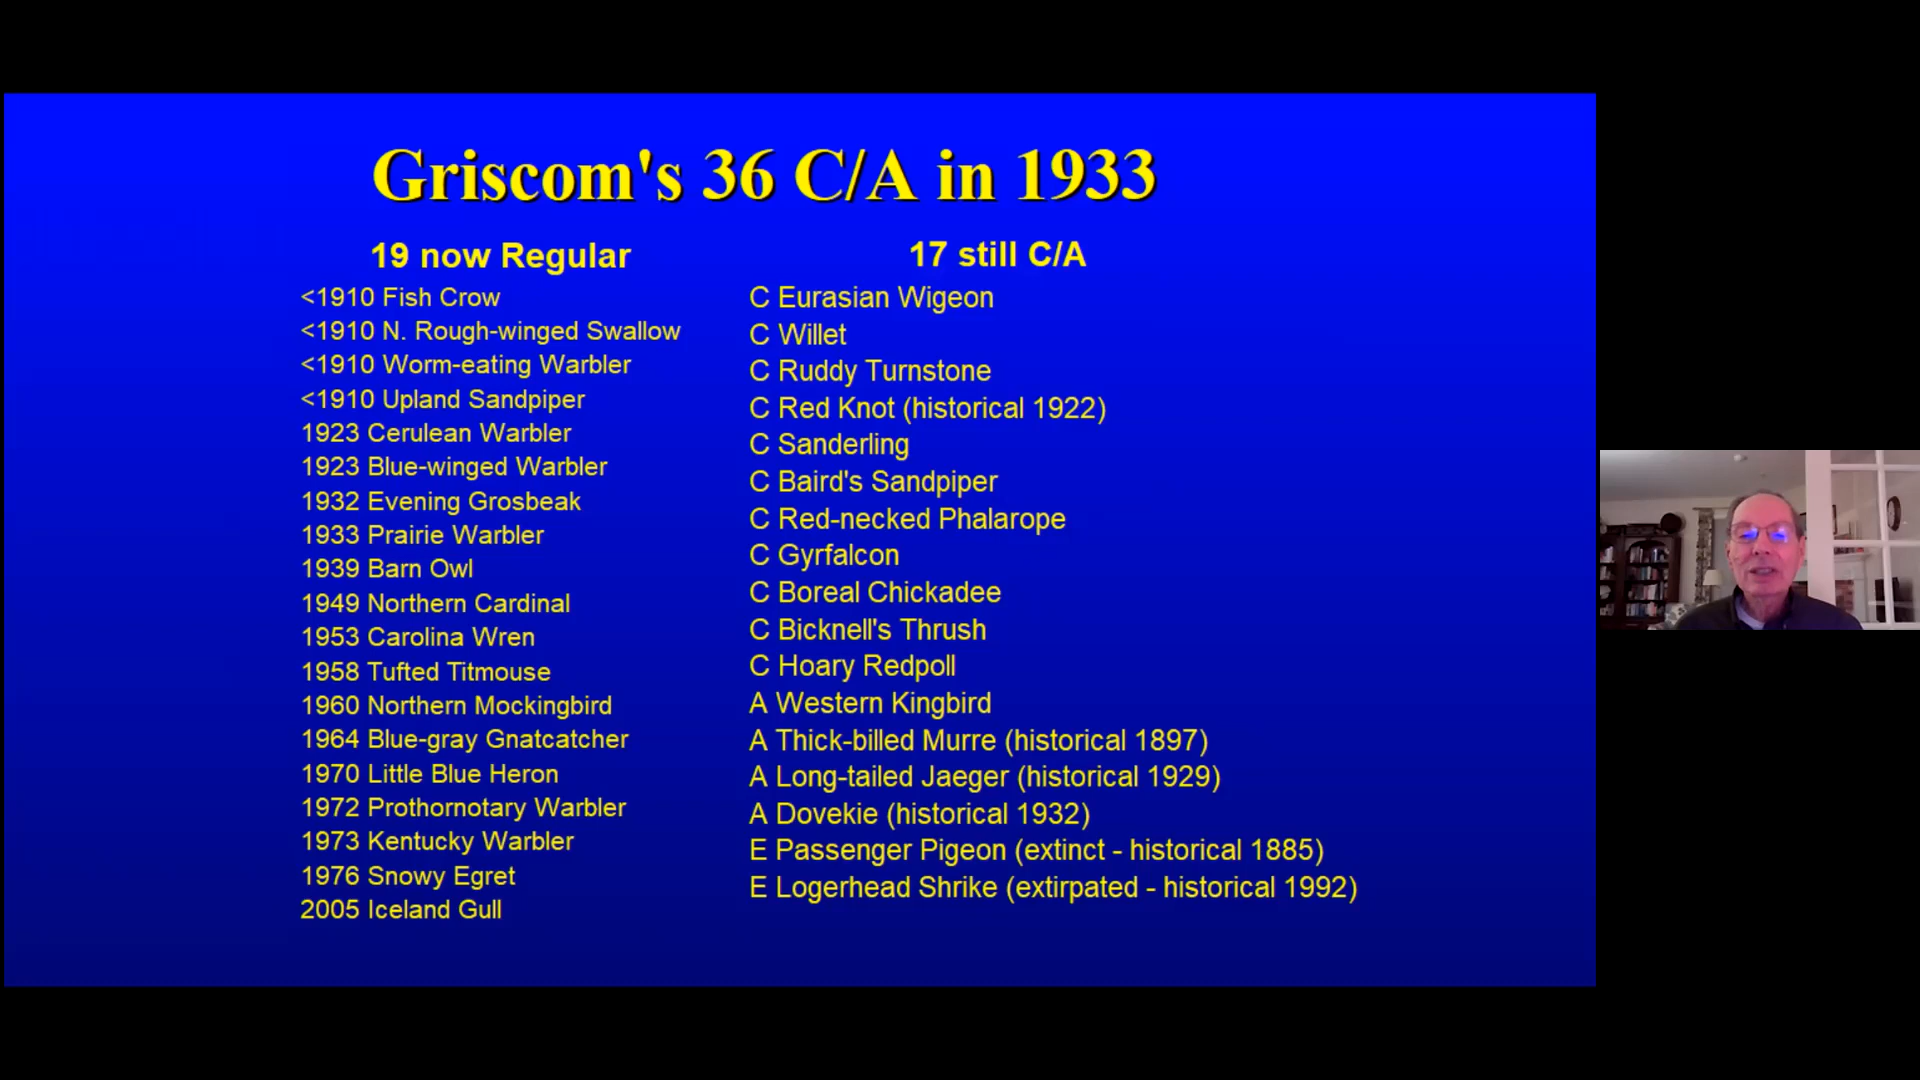 Griscom's 36 C/A in 1933
19 now Regular
<1910 Fish Crow
<1910 N. Rough-winged Swallow
<1910 Worm-eating Warbler
<1910 Upland Sandpiper
1923 Cerulean Warbler
1923 Blue-winged Warbler
1932 Evening Grosbeak
1933 Prairie Warbler
1939 Barn Owl
1949 Northern Cardinal
1953 Carolina Wren
1958 Tufted Titmouse
1960 Northern Mockingbird
1964 Blue-gray Gnatcatcher
1970 Little Blue Heron
1972 Prothornotary Warbler
1973 Kentucky Warbler
1976 Snowy Egret
2005 Iceland Gull
17 still C/A
C Eurasian Wigeon
C Willet
C Ruddy Turnstone
C Red Knot (historical 1922)
C Sanderling
C Baird's Sandpiper
C Red-necked Phalarope
C Gyrfalcon
C Boreal Chickadee
C Bicknell's Thrush
C Hoary Redpoll
A Western Kingbird
A Thick-billed Murre (historical 1897)
A Long-tailed Jaeger (historical 1929)
A Dovekie (historical 1932)
E Passenger Pigeon (extinct - historical 1885)
E Logerhead Shrike (extirpated - historical 1992)